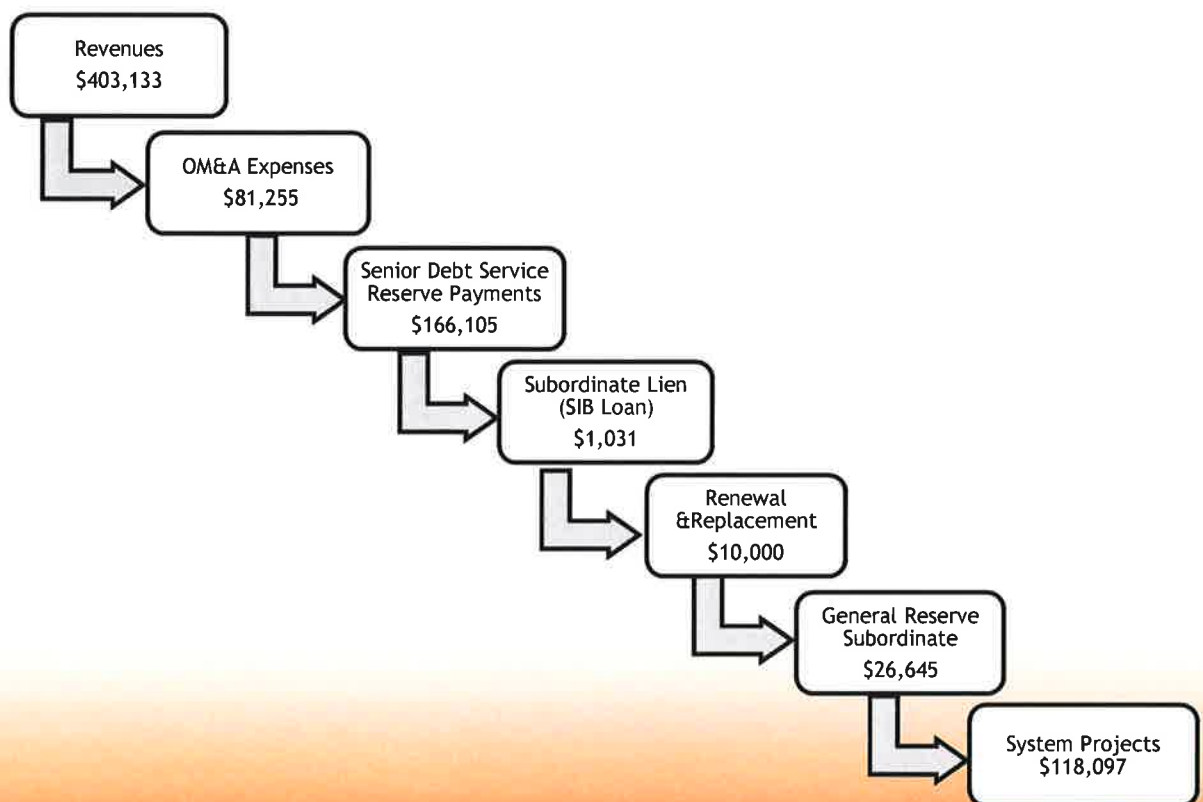 Revenues
$403,133
OM&A Expenses
$81,255
Senior Debt Service
Reserve Payments
$166,105
Subordinate Lien
(SIB Loan)
$1,031
Renewal
&Replacement
$10,000
General Reserve
Subordinate
$26,645
System Projects
$118,097